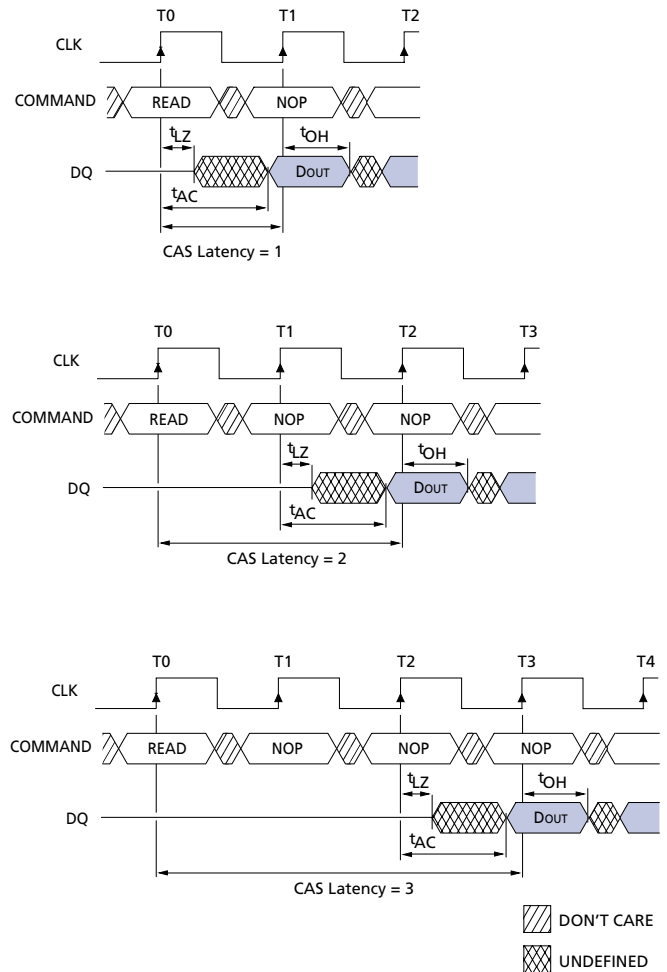 T0 T1 T2
CLK
COMMAND READ NOP
tLZ tOH
DQ DOUT
tAC
CAS Latency = 1
T0 T1 T2 T3
CLK
COMMAND READ NOP NOP
tLZ tOH
DQ DOUT
tAC
CAS Latency = 2
T0 T1 T2 T3 T4
CLK
COMMAND READ NOP NOP NOP
tLZ tOH
DQ DOUT
tAC
CAS Latency = 3
DON'T CARE
UNDEFINED